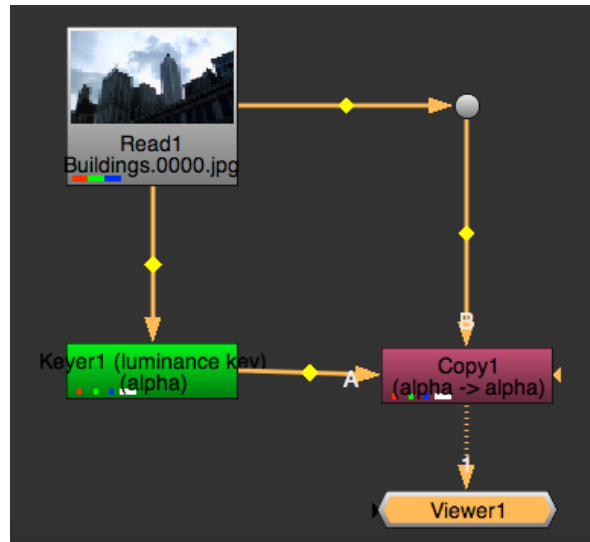 Read1
Buildings.0000.jpg
B
Keyer1 (luminance key)
(alpha)
A
Copy1
(alpha -> alpha)
1
Viewer1